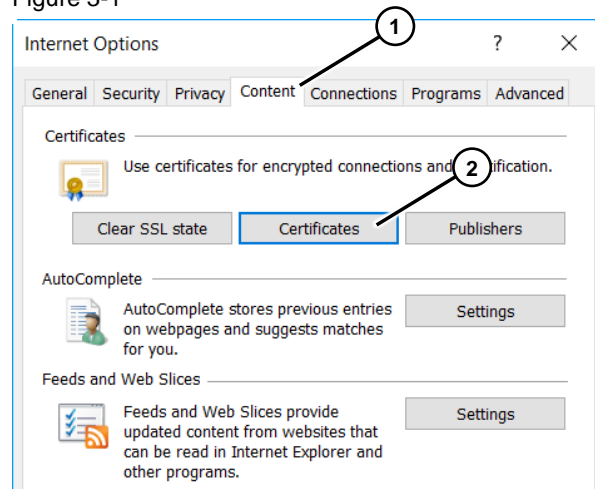 Figure 3-1
1
Internet Options ? ×
General Security Privacy Content Connections Programs Advanced
Certificates
Use certificates for encrypted connections and 2 ification.
Clear SSL state Certificates Publishers
AutoComplete
AutoComplete stores previous entries
on webpages and suggests matches
for you.
Settings
Feeds and Web Slices
Feeds and Web Slices provide
updated content from websites that
can be read in Internet Explorer and
other programs.
Settings